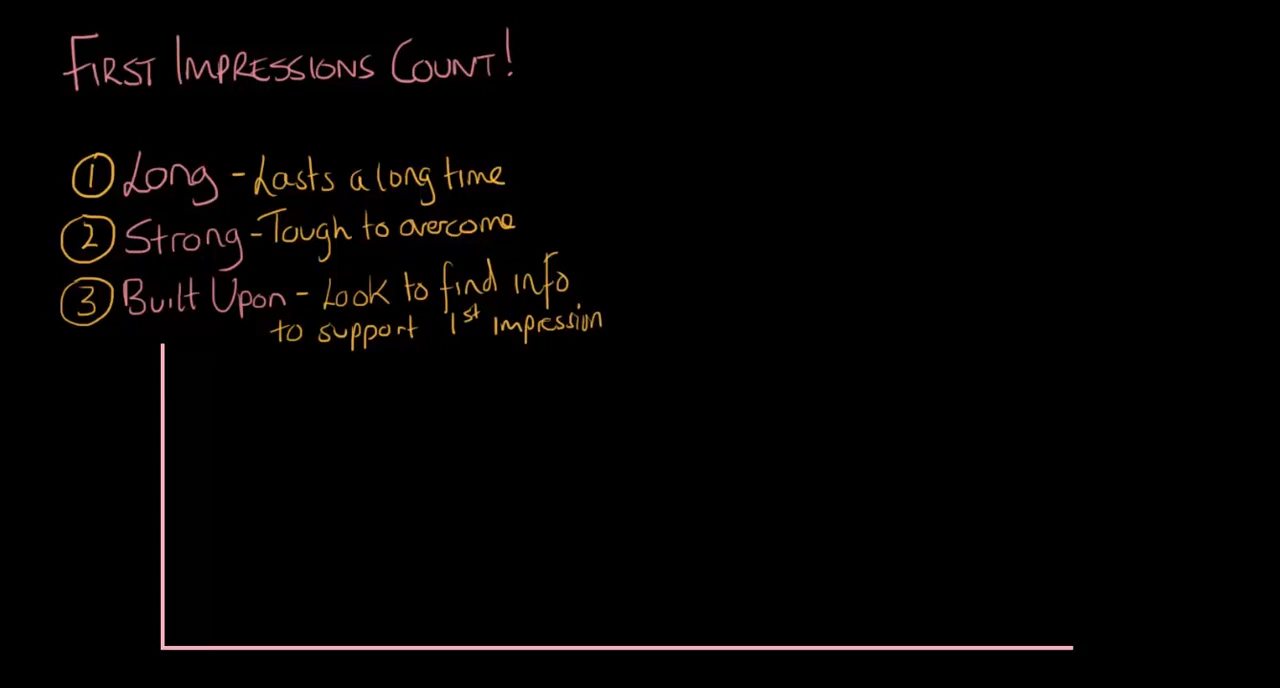 FIRST IMPRESSIONS COUNT!
1 Long - Lasts a long time
2 Strong - Tough to overcome
3 Built Upon - Look to find info
to support 1st impression